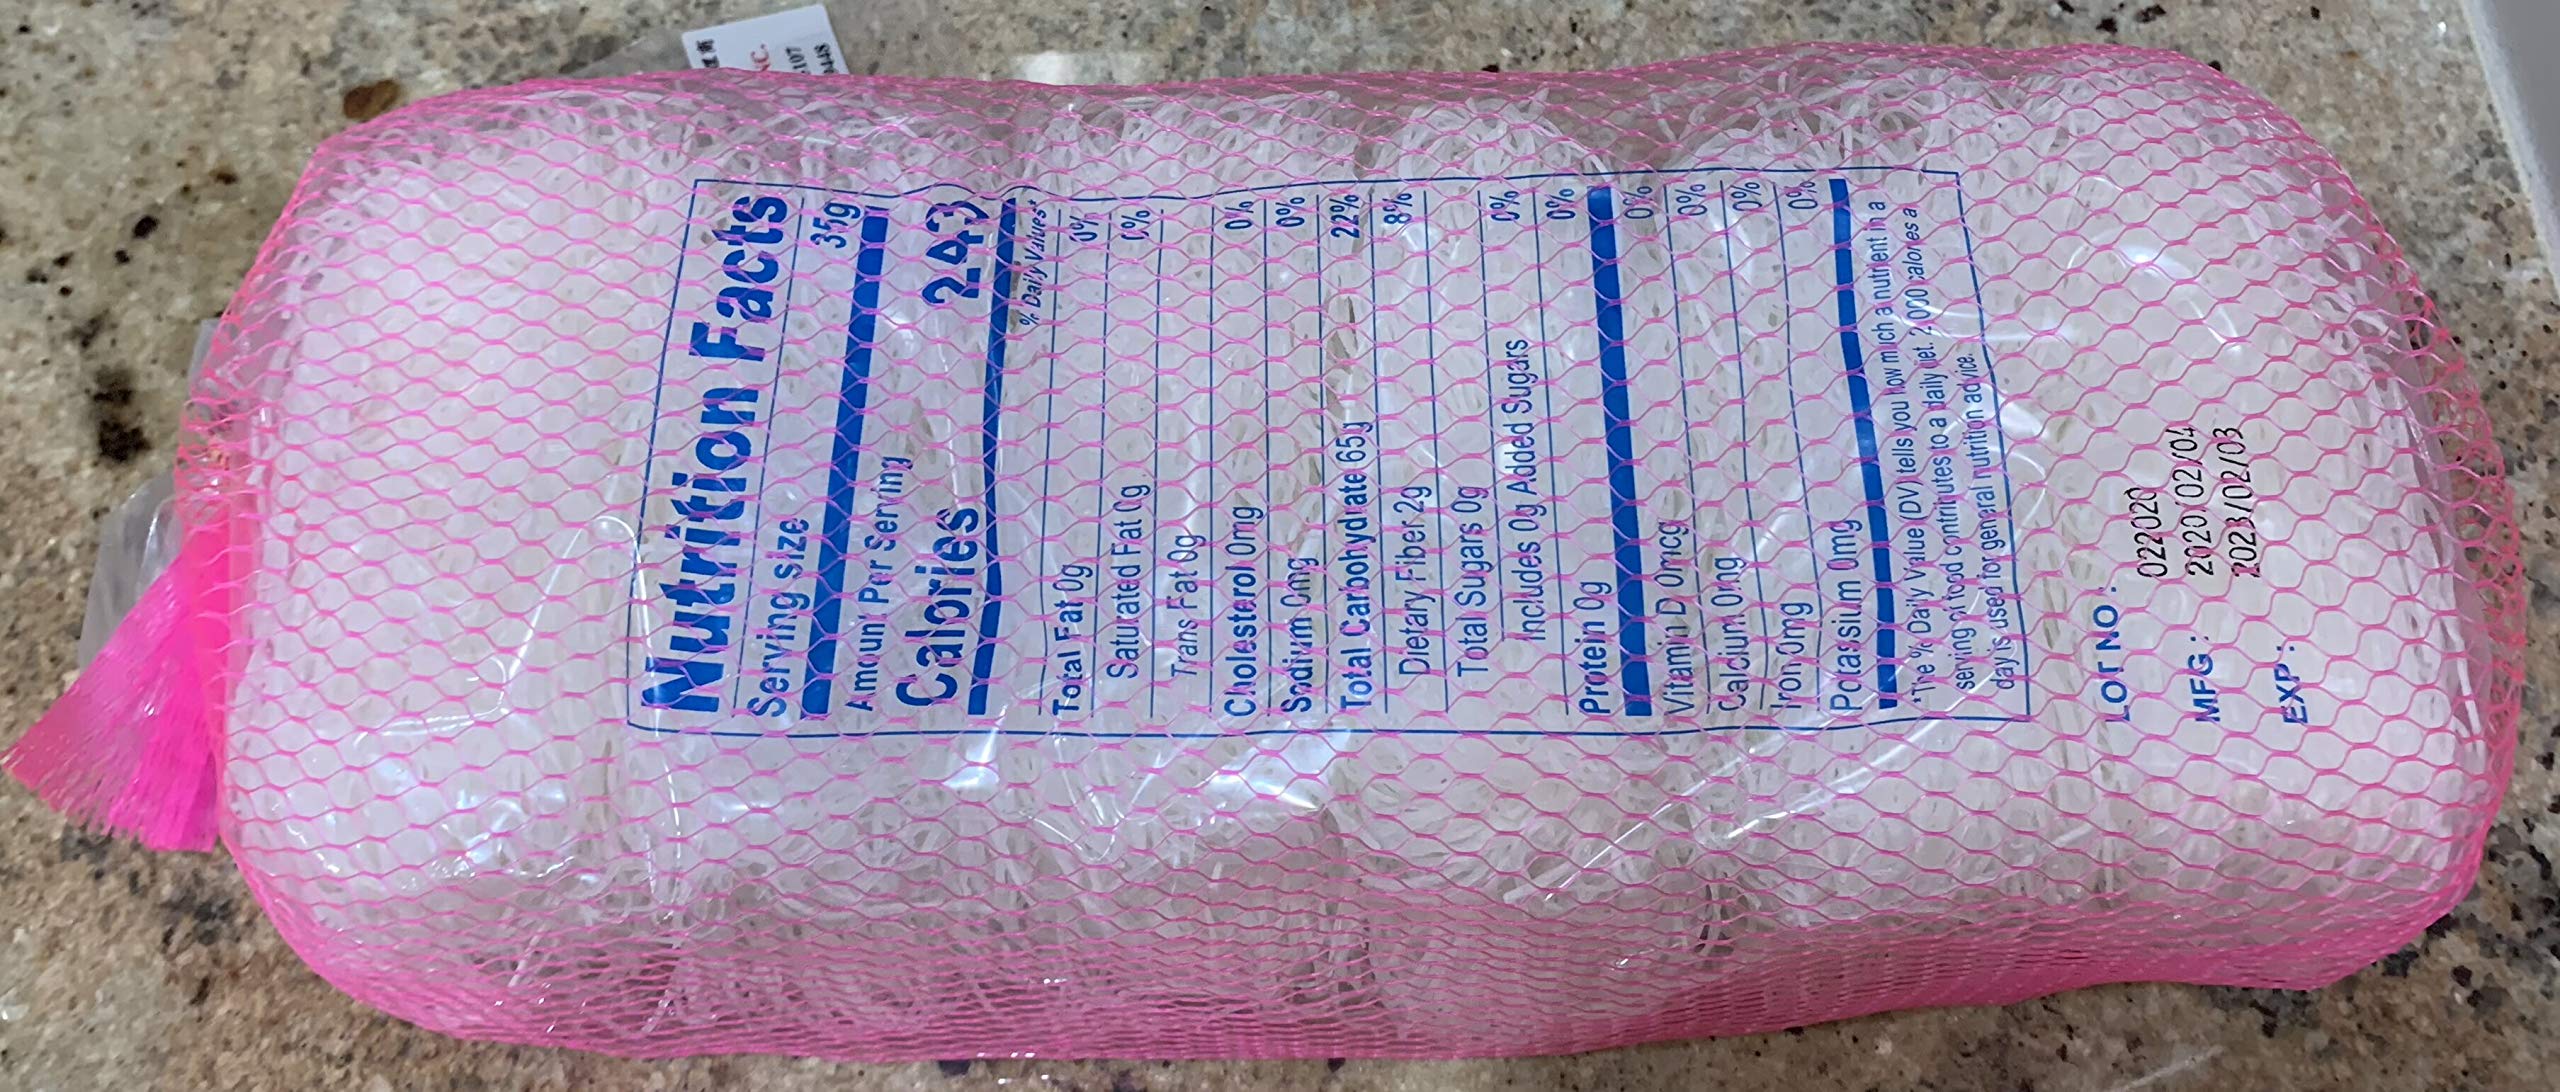 Nutrition Facts
Serving size 35g
Amount Per Serving
Calories 243
% Daily Values*
Total Fat 0g 0%
Saturated Fat 0g 0%
Trans Fat 0g
Cholesterol 0mg 0%
Sodium 0mg 0%
Total Carbohydrate 65g 22%
Dietary Fiber 2g 8%
Total Sugars 0g
Includes 0g Added Sugars 0%
Protein 0g 0%
Vitamin D 0mcg 0%
Calcium 0mg 0%
Iron 0mg 0%
Potassium 0mg 0%
*The % Daily Value (DV) tells you how much a nutrient in a
serving of food contributes to a daily diet. 2 000 calories a
day is used for general nutrition advice.
LOT NO : 022020
MFG : 2020/02/04
EXP : 2023/02/03